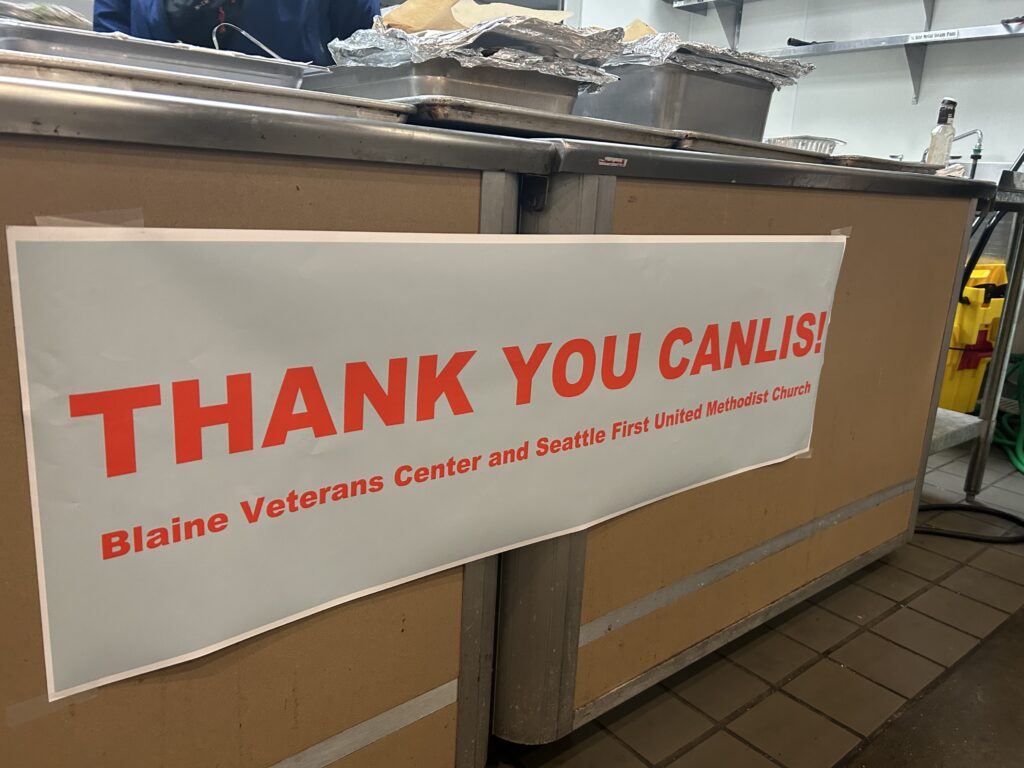 THANK YOU CANLIS!
Blaine Veterans Center and Seattle First United Methodist Church